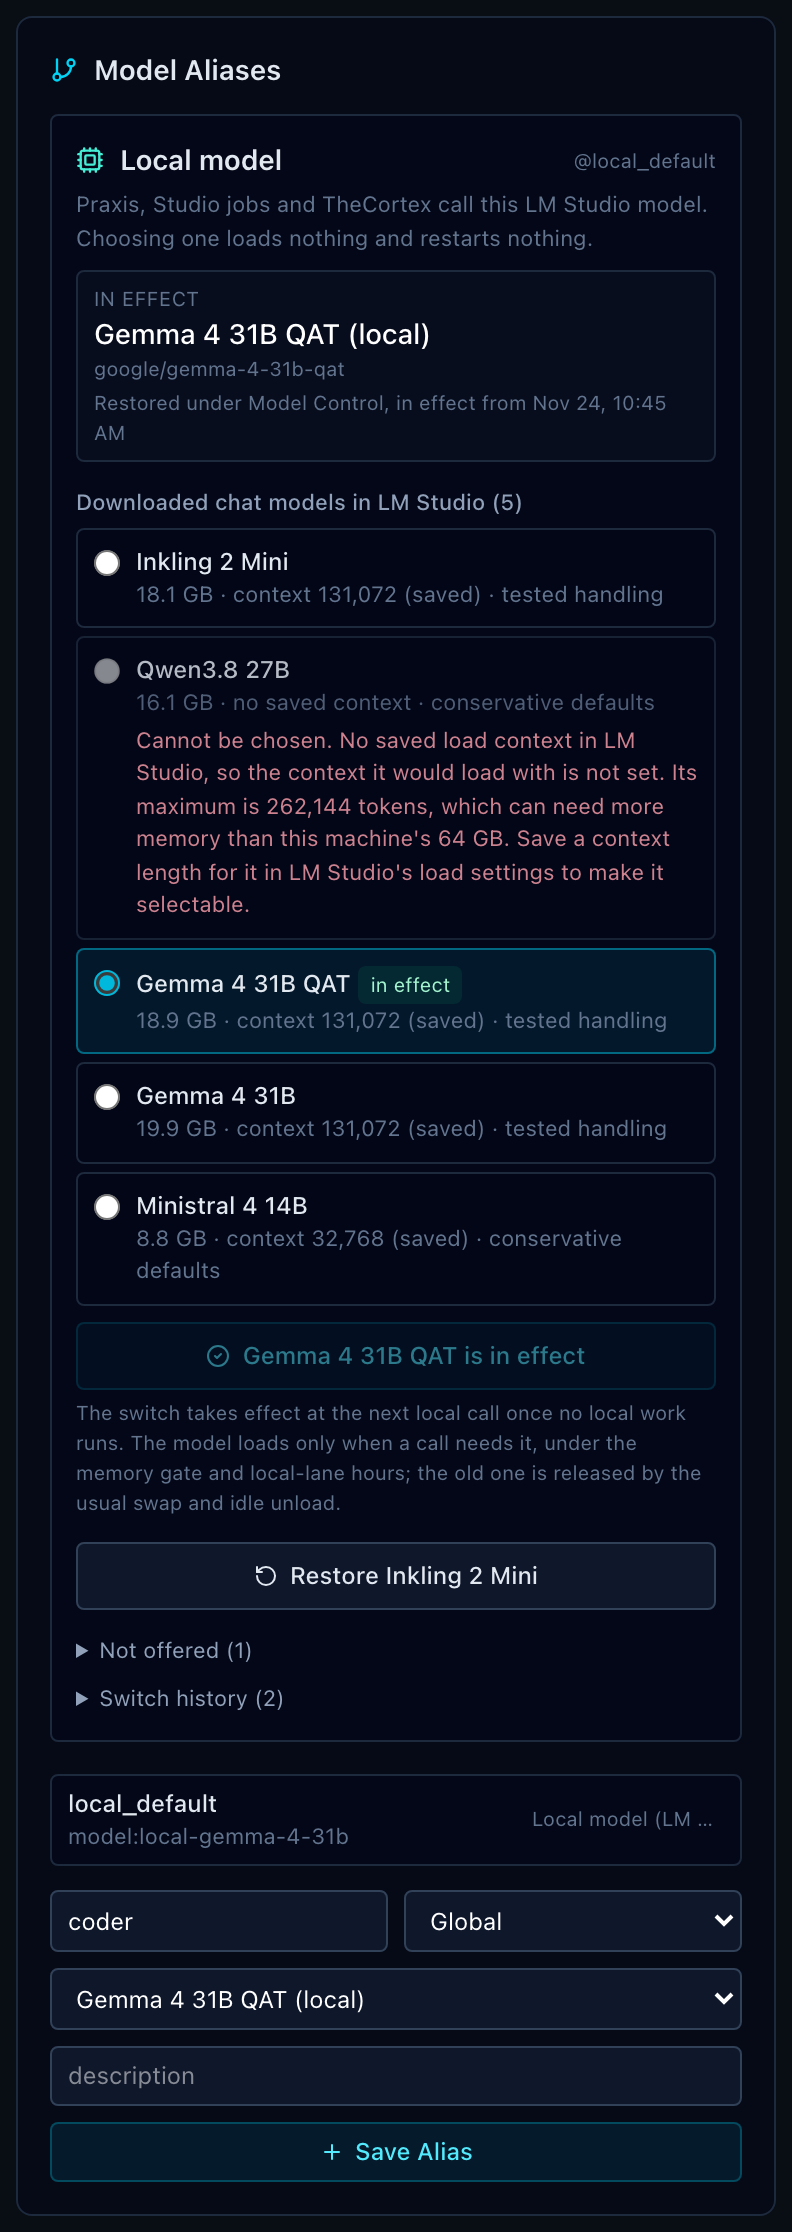 Model Aliases
Local model
@local_default
Praxis, Studio jobs and TheCortex call this LM Studio model.
Choosing one loads nothing and restarts nothing.
IN EFFECT
Gemma 4 31B QAT (local)
google/gemma-4-31b-qat
Restored under Model Control, in effect from Nov 24, 10:45
AM
Downloaded chat models in LM Studio (5)
Inkling 2 Mini
18.1 GB · context 131,072 (saved) · tested handling
Qwen3.8 27B
16.1 GB · no saved context · conservative defaults
Cannot be chosen. No saved load context in LM
Studio, so the context it would load with is not set. Its
maximum is 262,144 tokens, which can need more
memory than this machine's 64 GB. Save a context
length for it in LM Studio's load settings to make it
selectable.
Gemma 4 31B QAT in effect
18.9 GB · context 131,072 (saved) · tested handling
Gemma 4 31B
19.9 GB · context 131,072 (saved) · tested handling
Ministral 4 14B
8.8 GB · context 32,768 (saved) · conservative
defaults
Gemma 4 31B QAT is in effect
The switch takes effect at the next local call once no local work
runs. The model loads only when a call needs it, under the
memory gate and local-lane hours; the old one is released by the
usual swap and idle unload.
Restore Inkling 2 Mini
Not offered (1)
Switch history (2)
local_default
model:local-gemma-4-31b
Local model (LM ...
coder
Global
Gemma 4 31B QAT (local)
description
+ Save Alias